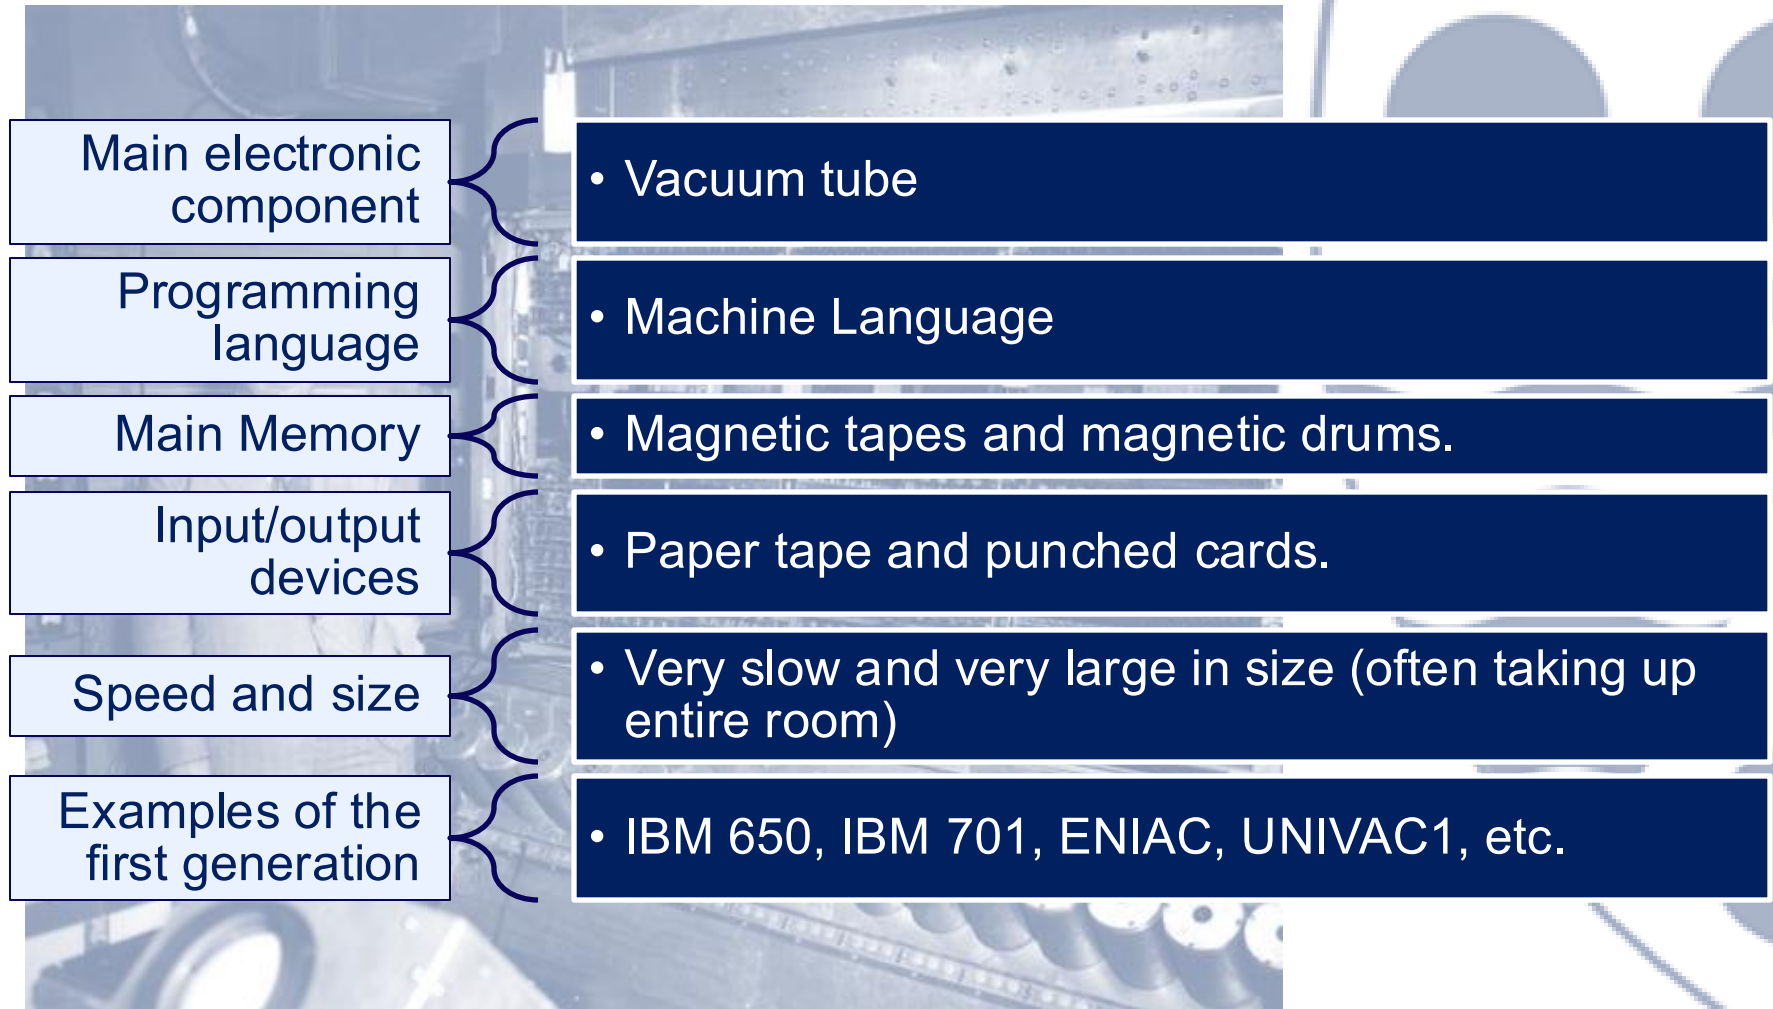 Main electronic
component
• Vacuum tube
Programming
language
• Machine Language
Main Memory
• Magnetic tapes and magnetic drums.
Input/output
devices
• Paper tape and punched cards.
Speed and size
• Very slow and very large in size (often taking up
entire room)
Examples of the
first generation
• IBM 650, IBM 701, ENIAC, UNIVAC1, etc.